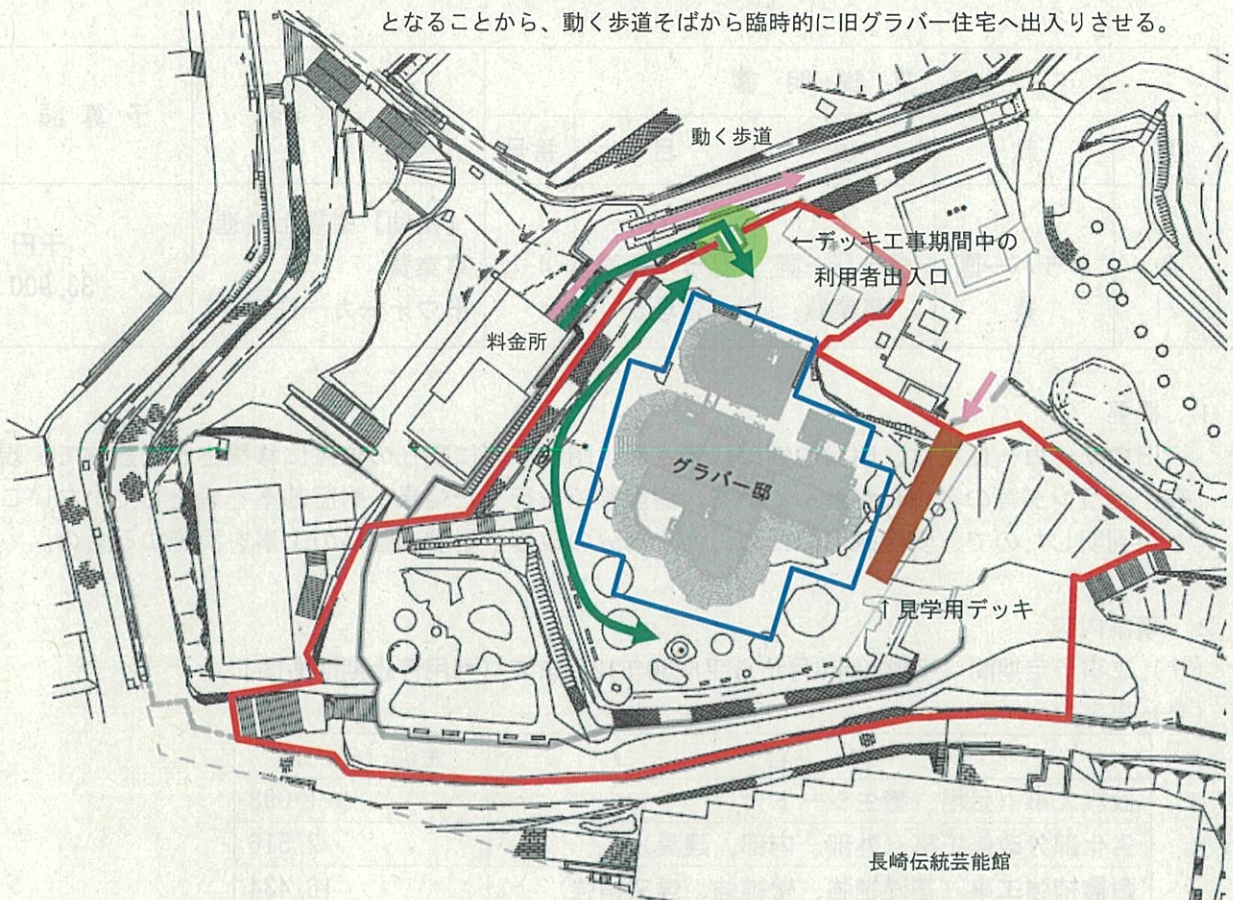 となることから、動く歩道そばから臨時的に旧グラバー住宅へ出入りさせる。
動く歩道
←デッキ工事期間中の
利用者出入口
料金所
グラバー邸
↑見学用デッキ
長崎伝統芸能館